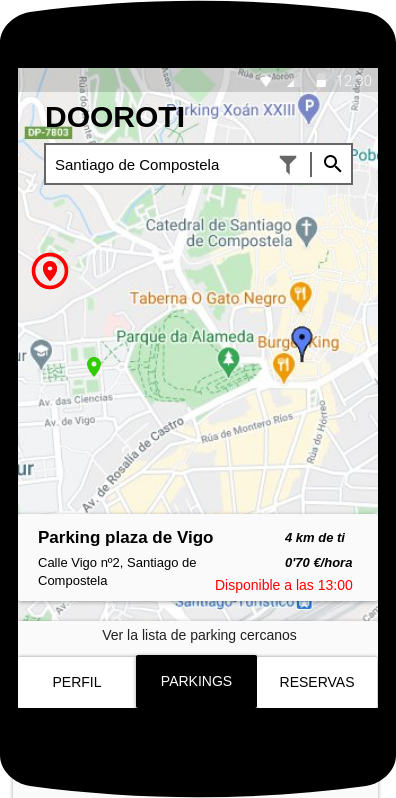 Rúa do Morón
12:30
DOOROTI
Parking Xoán XXIII
DP-7803
Santiago de Compostela
Catedral de Santiago
de Compostela
Taberna O Gato Negro
Parque da Alameda
Burger King
Av. das Ciencias
Av. de Vigo
Rúa de Montero Ríos
Rúa do Hórreo
Av. de Rosalía de Castro
Parking plaza de Vigo
4 km de ti
Calle Vigo nº2, Santiago de
Compostela
0'70 €/hora
Disponible a las 13:00
Santiago-Turístico
Ver la lista de parking cercanos
PERFIL
PARKINGS
RESERVAS